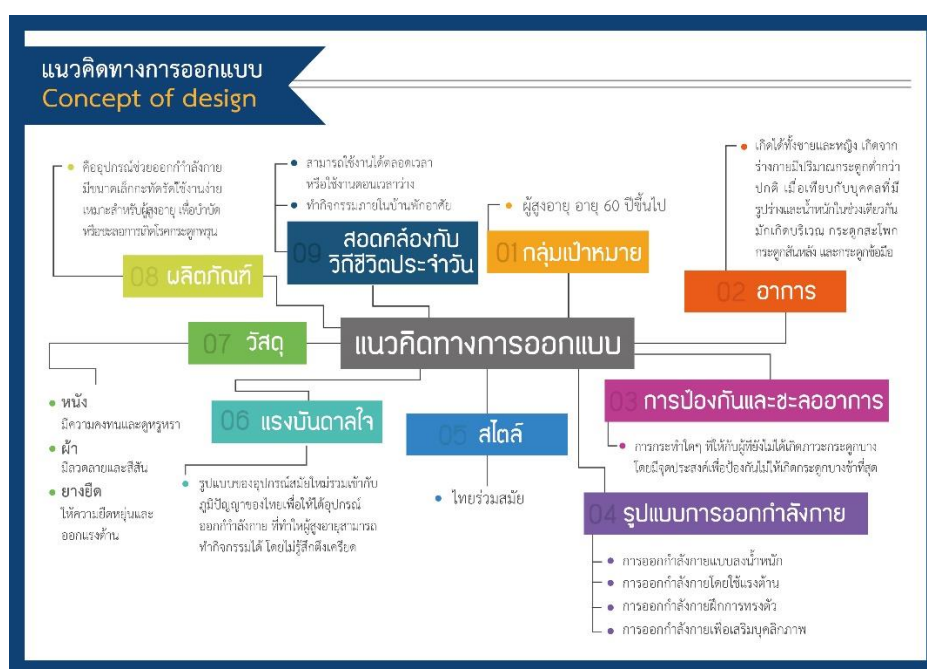 แนวคิดทางการออกแบบ
Concept of design
คืออุปกรณ์ช่วยออกกำลังกาย
มีขนาดเล็กกะทัดรัดใช้งานง่าย
เหมาะสำหรับผู้สูงอายุ เพื่อบำบัด
หรือชะลอการเกิดโรคกระดูกพรุน
08 ผลิตภัณฑ์
สามารถใช้งานได้ตลอดเวลา
หรือใช้งานตอนเวลาว่าง
ทำกิจกรรมภายในบ้านพักอาศัย
09 สอดคล้องกับ
วิถีชีวิตประจำวัน
ผู้สูงอายุ อายุ 60 ปีขึ้นไป
01 กลุ่มเป้าหมาย
เกิดได้ทั้งชายและหญิง เกิดจาก
ร่างกายมีปริมาณกระดูกต่ำกว่า
ปกติ เมื่อเทียบกับบุคคลที่มี
รูปร่างและน้ำหนักในช่วงเดียวกัน
มักเกิดบริเวณ กระดูกสะโพก
กระดูกสันหลัง และกระดูกข้อมือ
02 อาการ
แนวคิดทางการออกแบบ
07 วัสดุ
หนัง
มีความคงทนและดูหรูหรา
ผ้า
มีลวดลายและสีสัน
ยางยืด
ให้ความยืดหยุ่นและ
ออกแรงต้าน
06 แรงบันดาลใจ
รูปแบบของอุปกรณ์สมัยใหม่รวมเข้ากับ
ภูมิปัญญาของไทยเพื่อให้ได้อุปกรณ์
ออกกำลังกาย ที่ทำให้ผู้สูงอายุสามารถ
ทำกิจกรรมได้ โดยไม่รู้สึกตึงเครียด
05 สไตล์
ไทยร่วมสมัย
03 การป้องกันและชะลออาการ
การกระทำใดๆ ที่ให้กับผู้ที่ยังไม่ได้เกิดภาวะกระดูกบาง
โดยมีจุดประสงค์เพื่อป้องกันไม่ให้เกิดกระดูกบางช้าที่สุด
04 รูปแบบการออกกำลังกาย
การออกกำลังกายแบบลงน้ำหนัก
การออกกำลังกายโดยใช้แรงต้าน
การออกกำลังกายฝึกการทรงตัว
การออกกำลังกายเพื่อเสริมบุคลิกภาพ